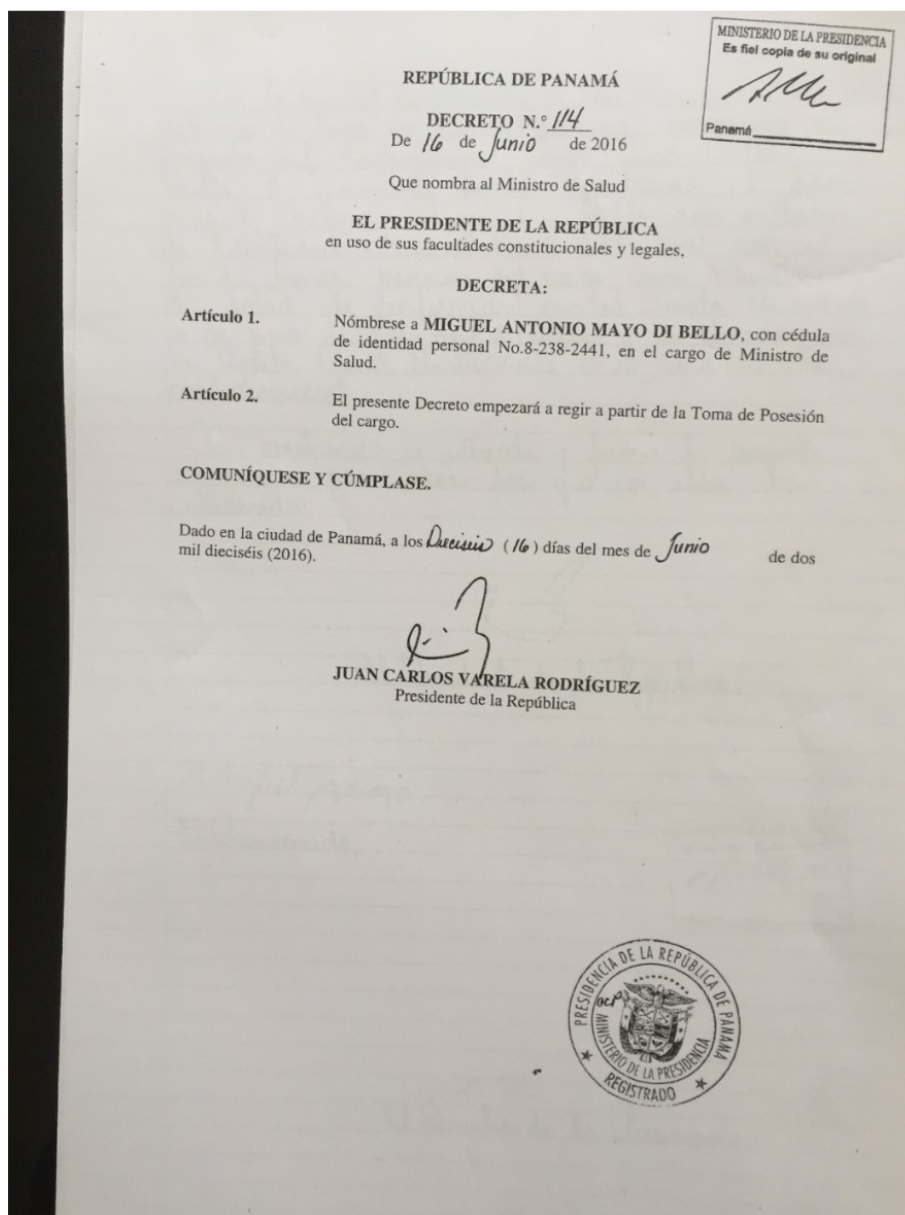 MINISTERIO DE LA PRESIDENCIA
Es fiel copia de su original
Panamá
REPÚBLICA DE PANAMÁ
DECRETO N.° 114
De 16 de Junio de 2016
Que nombra al Ministro de Salud
EL PRESIDENTE DE LA REPÚBLICA
en uso de sus facultades constitucionales y legales,
DECRETA:
Artículo 1. Nómbrese a MIGUEL ANTONIO MAYO DI BELLO, con cédula
de identidad personal No.8-238-2441, en el cargo de Ministro de
Salud.
Artículo 2. El presente Decreto empezará a regir a partir de la Toma de Posesión
del cargo.
COMUNÍQUESE Y CÚMPLASE.
Dado en la ciudad de Panamá, a los Dieciseis (16) días del mes de Junio de dos
mil dieciséis (2016).
JUAN CARLOS VARELA RODRÍGUEZ
Presidente de la República
PRESIDENCIA DE LA REPÚBLICA DE PANAMA
MINISTERIO DE LA PRESIDENCIA
REGISTRADO